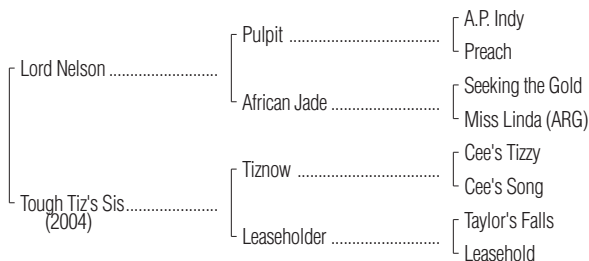 A.P. Indy
Pulpit
Preach
Lord Nelson
Seeking the Gold
African Jade
Miss Linda (ARG)
Cee's Tizzy
Tiznow
Cee's Song
Tough Tiz's Sis
(2004)
Taylor's Falls
Leaseholder
Leasehold